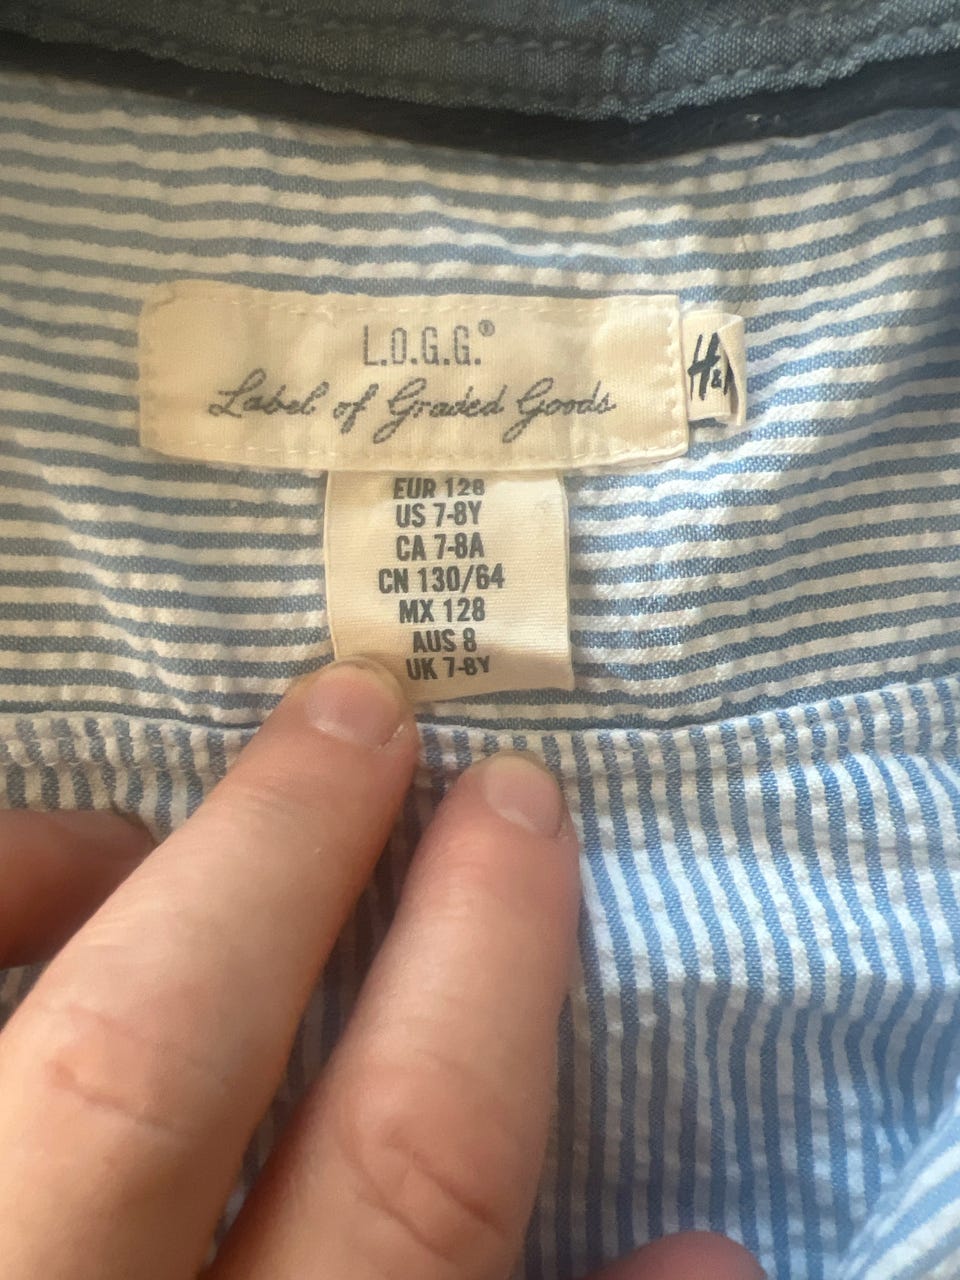 L.O.G.G.®
Label of Graded Goods
H&M
EUR 128
US 7-8Y
CA 7-8A
CN 130/64
MX 128
AUS 8
UK 7-8Y